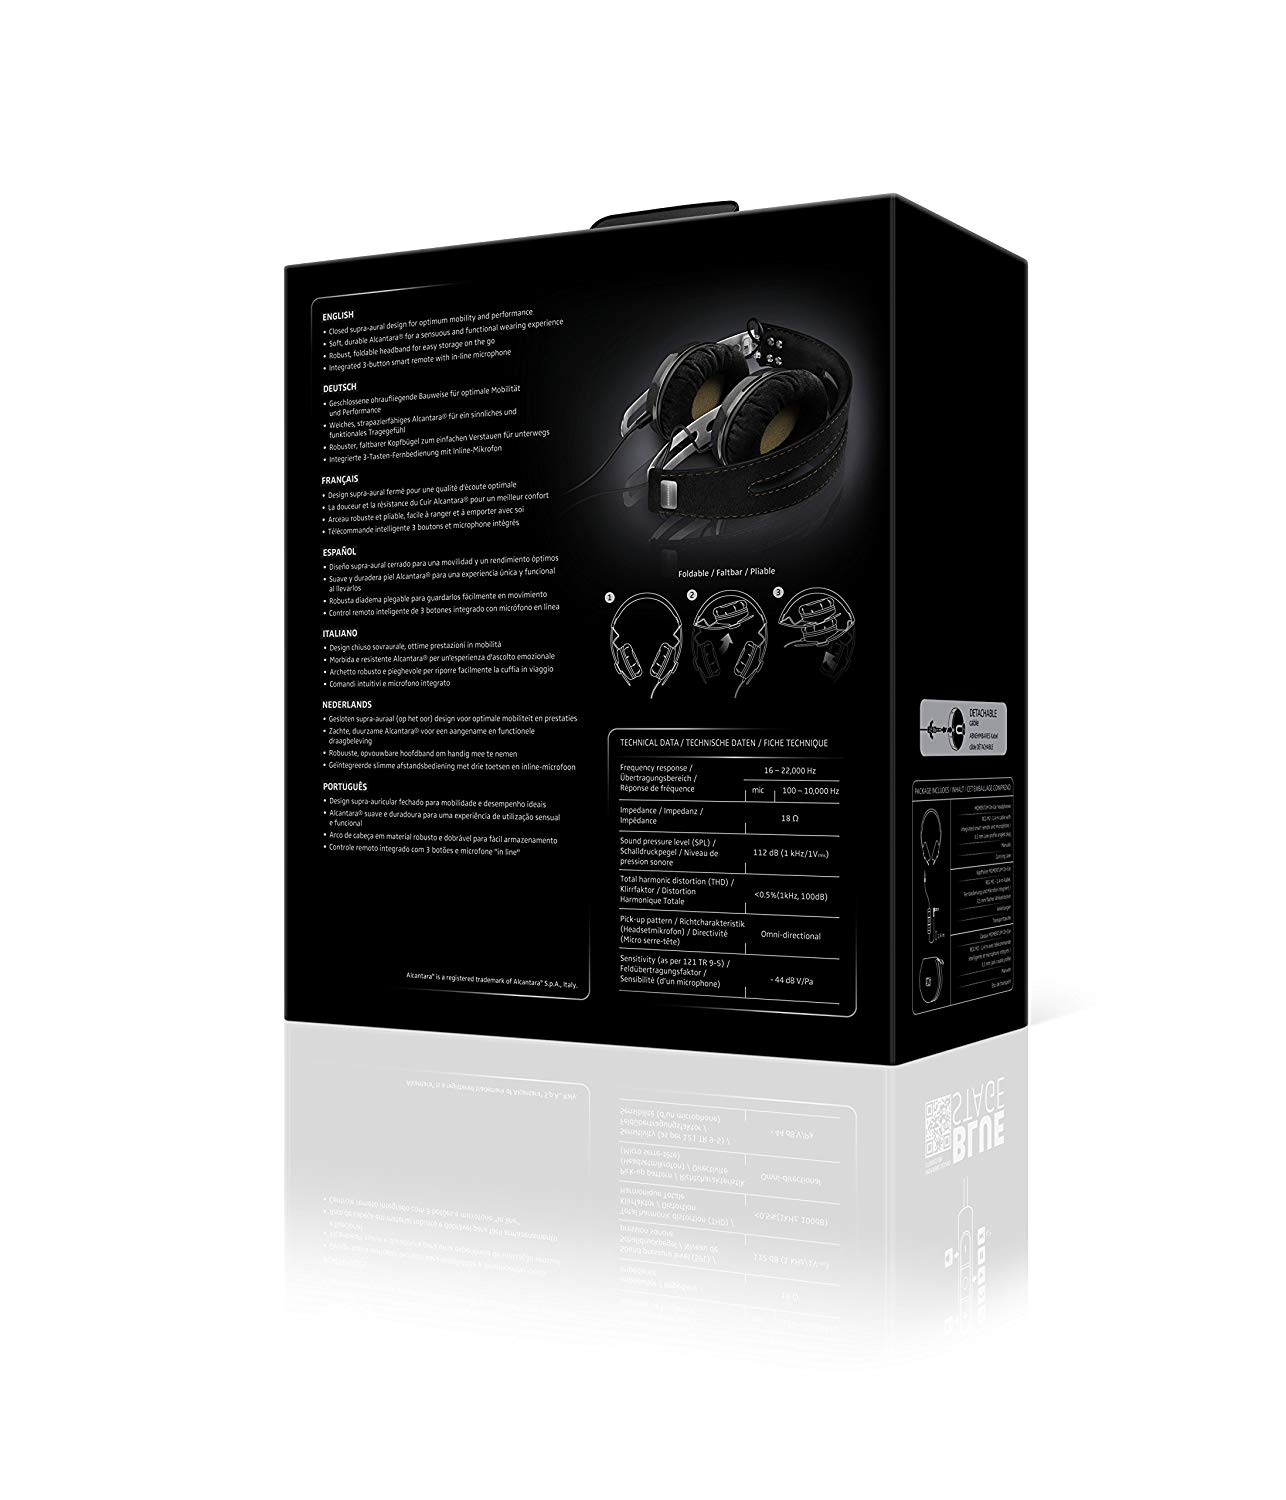 ENGLISH
• Closed supra-aural design for optimum mobility and performance
• Soft, durable Alcantara® for a sensuous and functional wearing experience
• Robust, foldable headband for easy storage on the go
• Integrated 3-button smart remote with in-line microphone
DEUTSCH
• Geschlossene ohraufliegende Bauweise für optimale Mobilität
und Performance
• Weiches, strapazierfähiges Alcantara® für ein sinnliches und
funktionales Tragegefühl
• Robuster, faltbarer Kopfbügel zum einfachen Verstauen für unterwegs
• Integrierte 3-Tasten-Fernbedienung mit Inline-Mikrofon
FRANÇAIS
• Design supra-aural fermé pour une qualité d'écoute optimale
• La douceur et la résistance du Cuir Alcantara® pour un meilleur confort
• Arceau robuste et pliable, facile à ranger et à emporter avec soi
• Télécommande intelligente 3 boutons et microphone intégrés
ESPAÑOL
• Diseño supra-aural cerrado para una movilidad y un rendimiento óptimos
• Suave y duradera piel Alcantara® para una experiencia única y funcional
al llevarlos
• Robusta diadema plegable para guardarlos fácilmente en movimiento
• Control remoto inteligente de 3 botones integrado con micrófono en línea
ITALIANO
• Design chiuso sovraurale, ottime prestazioni in mobilità
• Morbida e resistente Alcantara® per un'esperienza d'ascolto emozionale
• Archetto robusto e pieghevole per riporre facilmente la cuffia in viaggio
• Comandi intuitivi e microfono integrato
NEDERLANDS
• Gesloten supra-auraal (op het oor) design voor optimale mobiliteit en prestaties
• Zachte, duurzame Alcantara® voor een aangename en functionele
draagbeleving
• Robuuste, opvouwbare hoofdband om handig mee te nemen
• Geïntegreerde slimme afstandsbediening met drie toetsen en inline-microfoon
PORTUGUÊS
• Design supra-auricular fechado para mobilidade e desempenho ideais
• Alcantara® suave e duradoura para uma experiência de utilização sensual
e funcional
• Arco de cabeça em material robusto e dobrável para fácil armazenamento
• Controle remoto integrado com 3 botões e microfone "in line"
Alcantara® is a registered trademark of Alcantara® S.p.A., Italy.
Foldable / Faltbar / Pliable
1 2 3
TECHNICAL DATA / TECHNISCHE DATEN / FICHE TECHNIQUE
Frequency response /
Übertragungsbereich /
Réponse de fréquence
16 – 22,000 Hz
mic 100 – 10,000 Hz
Impedance / Impedanz /
Impédance
18 Ω
Sound pressure level (SPL) /
Schalldruckpegel / Niveau de
pression sonore
112 dB (1 kHz/1Vrms)
Total harmonic distortion (THD) /
Klirrfaktor / Distortion
Harmonique Totale
<0.5%(1kHz, 100dB)
Pick-up pattern / Richtcharakteristik
(Headsetmikrofon) / Directivité
(Micro serre-tête)
Omni-directional
Sensitivity (as per 121 TR 9-5) /
Feldübertragungsfaktor /
Sensibilité (d'un microphone)
- 44 dB V/Pa
DETACHABLE
cable
ABNEHMBARES Kabel
câble DÉTACHABLE
PACKAGE INCLUDES / INHALT / CET EMBALLAGE COMPREND
MOMENTUM On-Ear headphones
Manuals
Carrying case
BLUE
STAGE